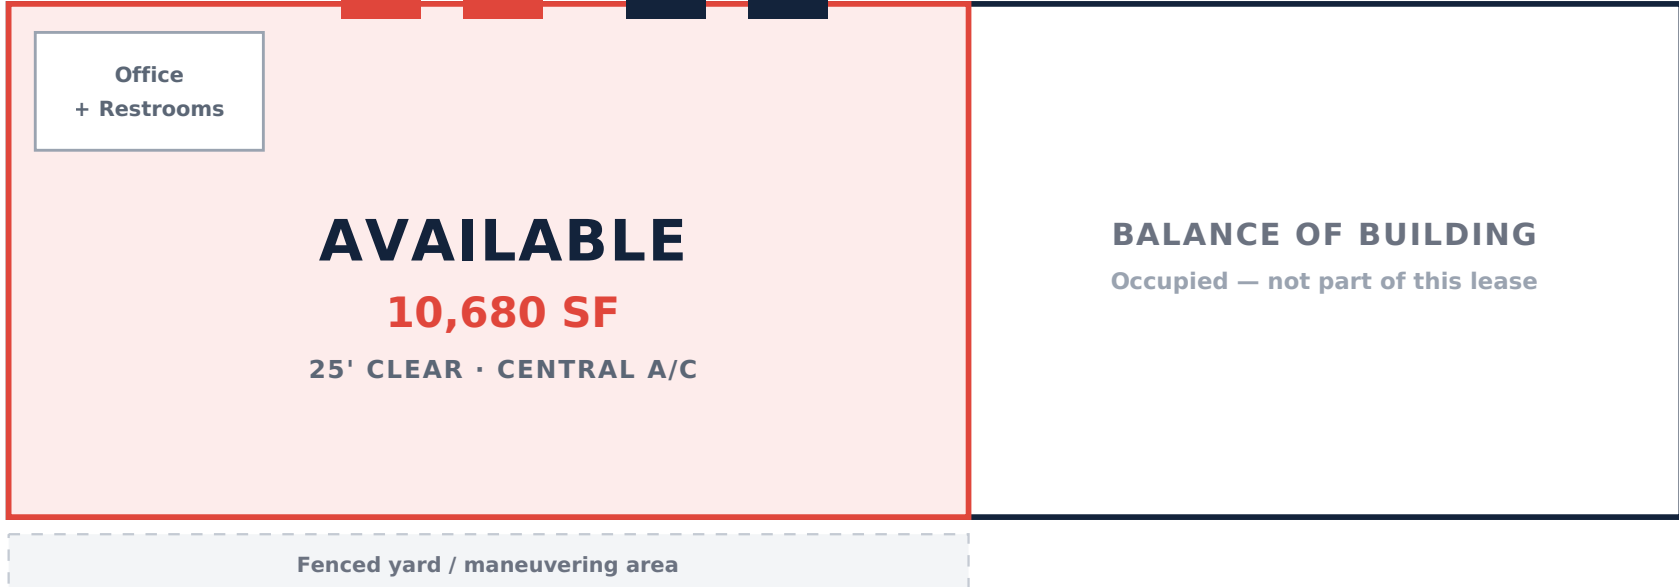 Office
+ Restrooms
AVAILABLE
10,680 SF
25' CLEAR · CENTRAL A/C
BALANCE OF BUILDING
Occupied — not part of this lease
Fenced yard / maneuvering area